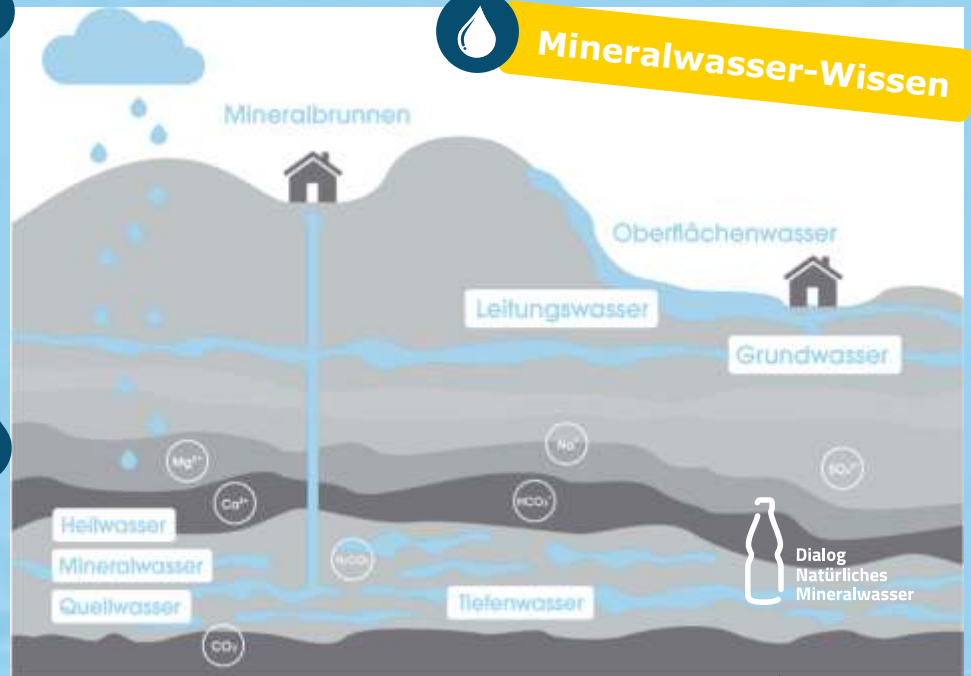 Mineralwasser-Wissen
Mineralbrunnen
Oberflächenwasser
Leitungswasser
Grundwasser
Na⁺
Mg²⁺
SO₄²⁻
Ca²⁺
HCO₃⁻
Heilwasser
Mineralwasser
H₂CO₃
Quellwasser
Tiefenwasser
Dialog
Natürliches
Mineralwasser
CO₂